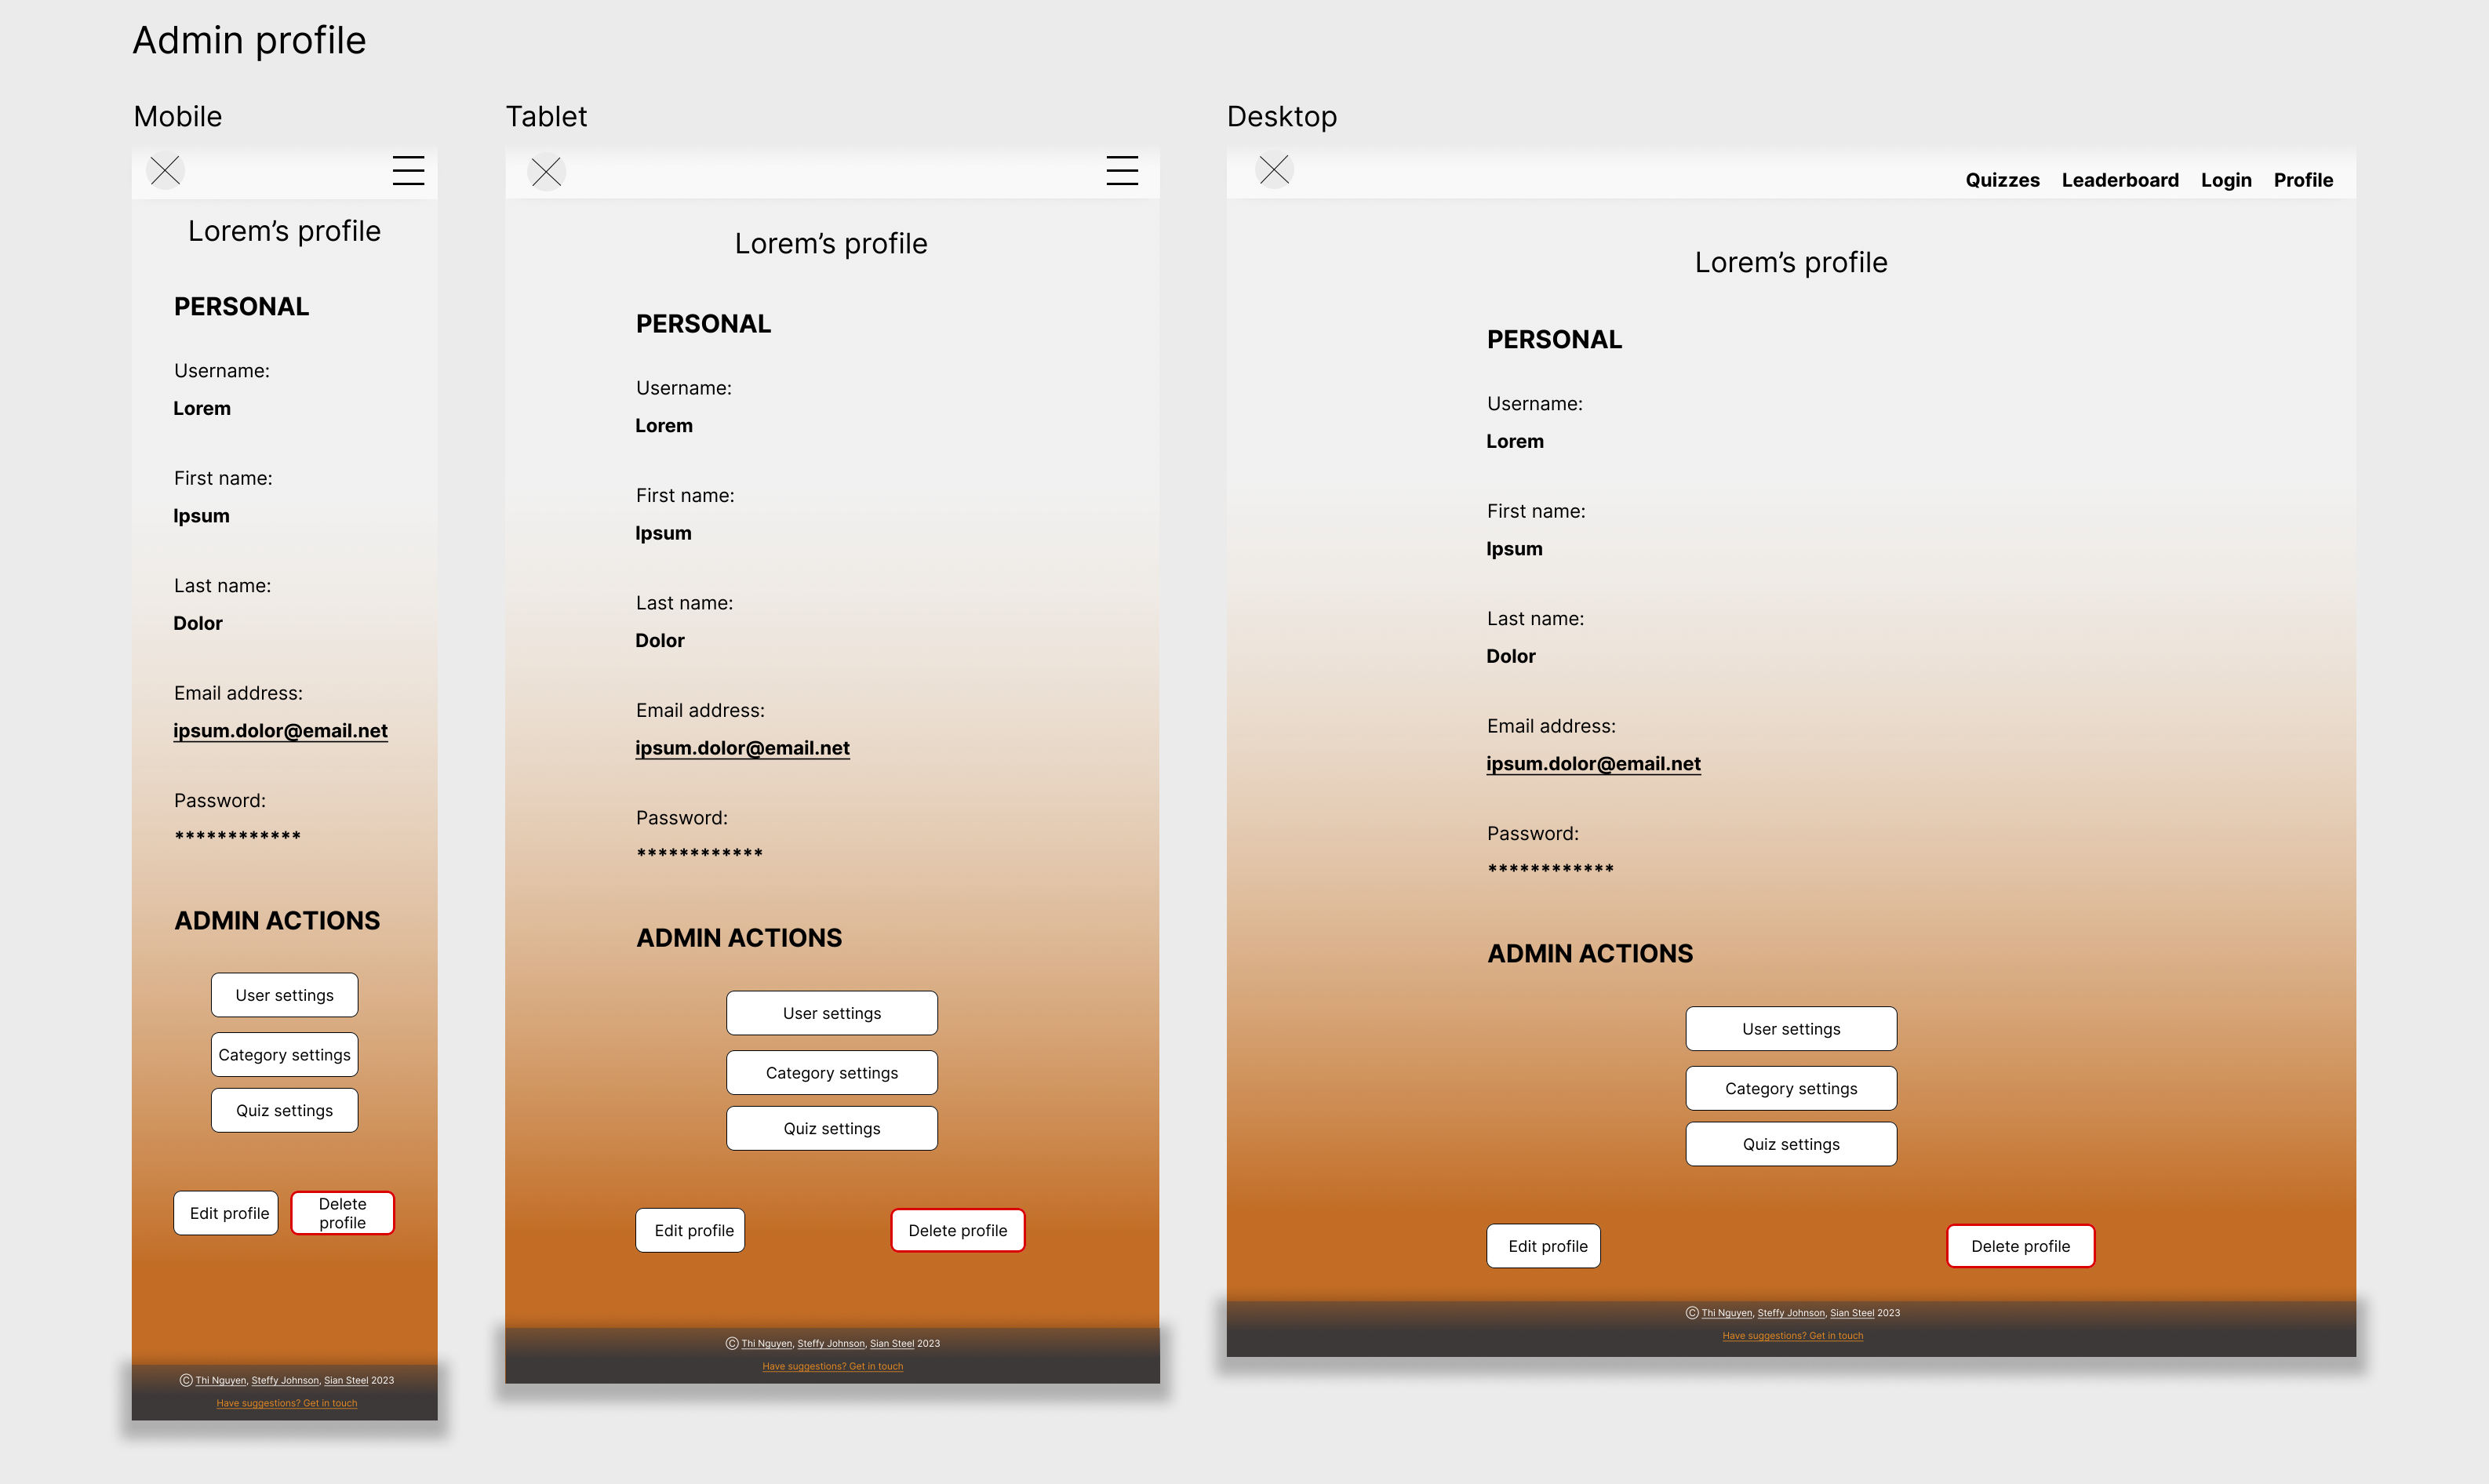 Admin profile
Mobile
Lorem’s profile
PERSONAL
Username:
Lorem
First name:
Ipsum
Last name:
Dolor
Email address:
ipsum.dolor@email.net
Password:
************
ADMIN ACTIONS
User settings
Category settings
Quiz settings
Edit profile
Delete
profile
© Thi Nguyen, Steffy Johnson, Sian Steel 2023
Have suggestions? Get in touch
Tablet
Lorem’s profile
PERSONAL
Username:
Lorem
First name:
Ipsum
Last name:
Dolor
Email address:
ipsum.dolor@email.net
Password:
************
ADMIN ACTIONS
User settings
Category settings
Quiz settings
Edit profile
Delete profile
© Thi Nguyen, Steffy Johnson, Sian Steel 2023
Have suggestions? Get in touch
Desktop
Quizzes Leaderboard Login Profile
Lorem’s profile
PERSONAL
Username:
Lorem
First name:
Ipsum
Last name:
Dolor
Email address:
ipsum.dolor@email.net
Password:
************
ADMIN ACTIONS
User settings
Category settings
Quiz settings
Edit profile
Delete profile
© Thi Nguyen, Steffy Johnson, Sian Steel 2023
Have suggestions? Get in touch